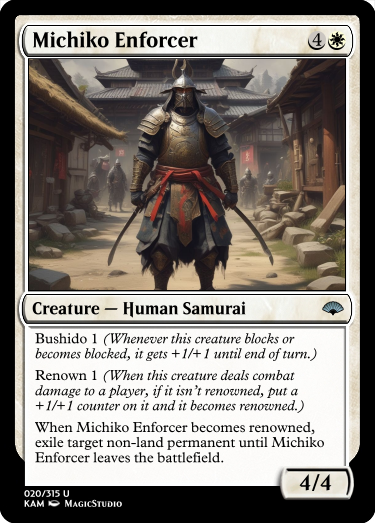 Michiko Enforcer 4
Creature — Human Samurai
Bushido 1 (Whenever this creature blocks or
becomes blocked, it gets +1/+1 until end of turn.)
Renown 1 (When this creature deals combat
damage to a player, if it isn't renowned, put a
+1/+1 counter on it and it becomes renowned.)
When Michiko Enforcer becomes renowned,
exile target non-land permanent until Michiko
Enforcer leaves the battlefield.
4/4
020/315 U
KAM MagicStudio